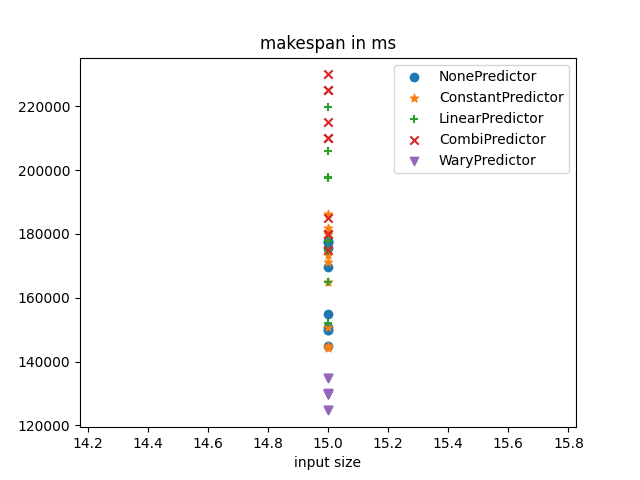 makespan in ms
220000
200000
180000
160000
140000
120000
NonePredictor
ConstantPredictor
LinearPredictor
CombiPredictor
WaryPredictor
14.2 14.4 14.6 14.8 15.0 15.2 15.4 15.6 15.8
input size